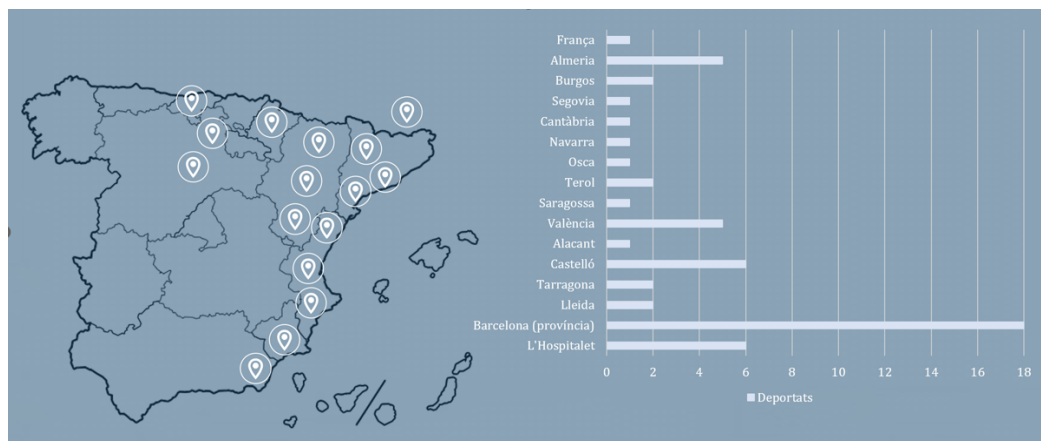 França
Almeria
Burgos
Segovia
Cantàbria
Navarra
Osca
Terol
Saragossa
València
Alacant
Castelló
Tarragona
Lleida
Barcelona (província)
L'Hospitalet
0 2 4 6 8 10 12 14 16 18
Deportats